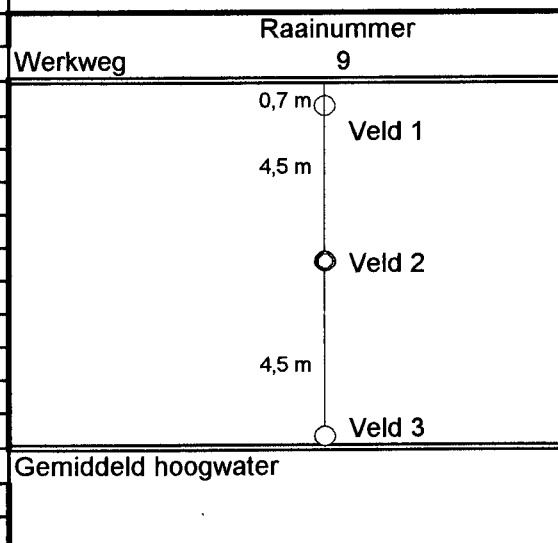 Raainummer
Werkweg 9
0,7 m
Veld 1
4,5 m
Veld 2
4,5 m
Veld 3
Gemiddeld hoogwater